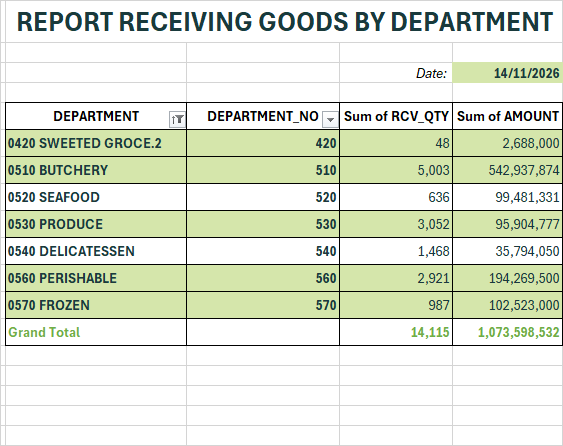 REPORT RECEIVING GOODS BY DEPARTMENT
Date: 14/11/2026
DEPARTMENT DEPARTMENT_NO Sum of RCV_QTY Sum of AMOUNT
0420 SWEETED GROCE.2 420 48 2,688,000
0510 BUTCHERY 510 5,003 542,937,874
0520 SEAFOOD 520 636 99,481,331
0530 PRODUCE 530 3,052 95,904,777
0540 DELICATESSEN 540 1,468 35,794,050
0560 PERISHABLE 560 2,921 194,269,500
0570 FROZEN 570 987 102,523,000
Grand Total 14,115 1,073,598,532